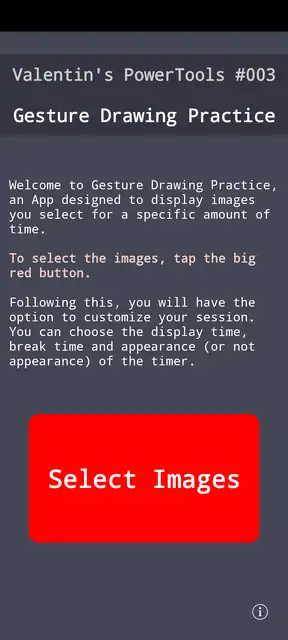 Valentin's PowerTools #003
Gesture Drawing Practice
Welcome to Gesture Drawing Practice,
an App designed to display images
you select for a specific amount of
time.
To select the images, tap the big
red button.
Following this, you will have the
option to customize your session.
You can choose the display time,
break time and appearance (or not
appearance) of the timer.
Select Images